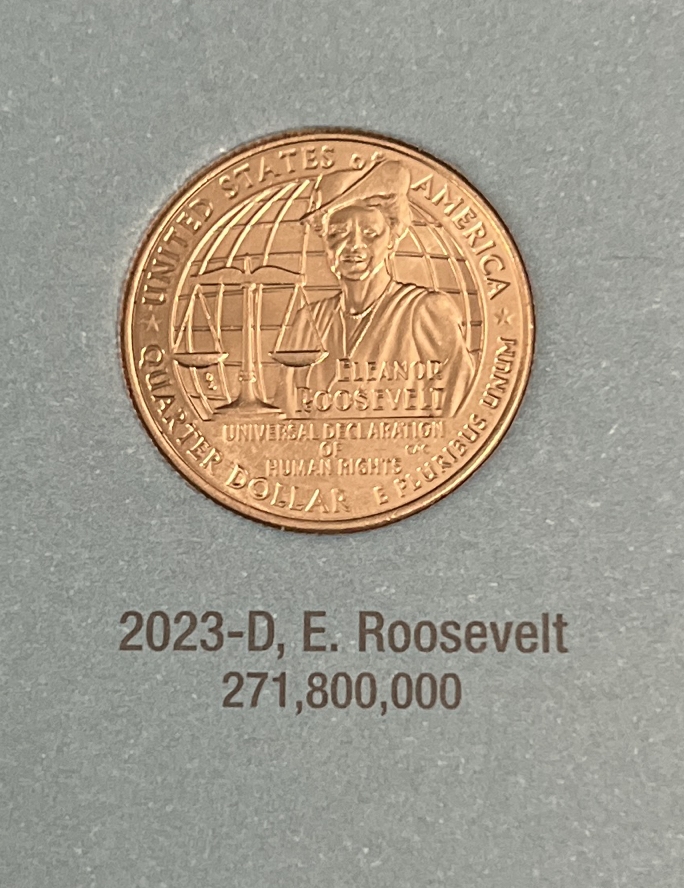 UNITED STATES OF AMERICA
ELEANOR
ROOSEVELT
UNIVERSAL DECLARATION
OF
HUMAN RIGHTS
QUARTER DOLLAR
E PLURIBUS UNUM
2023-D, E. Roosevelt
271,800,000